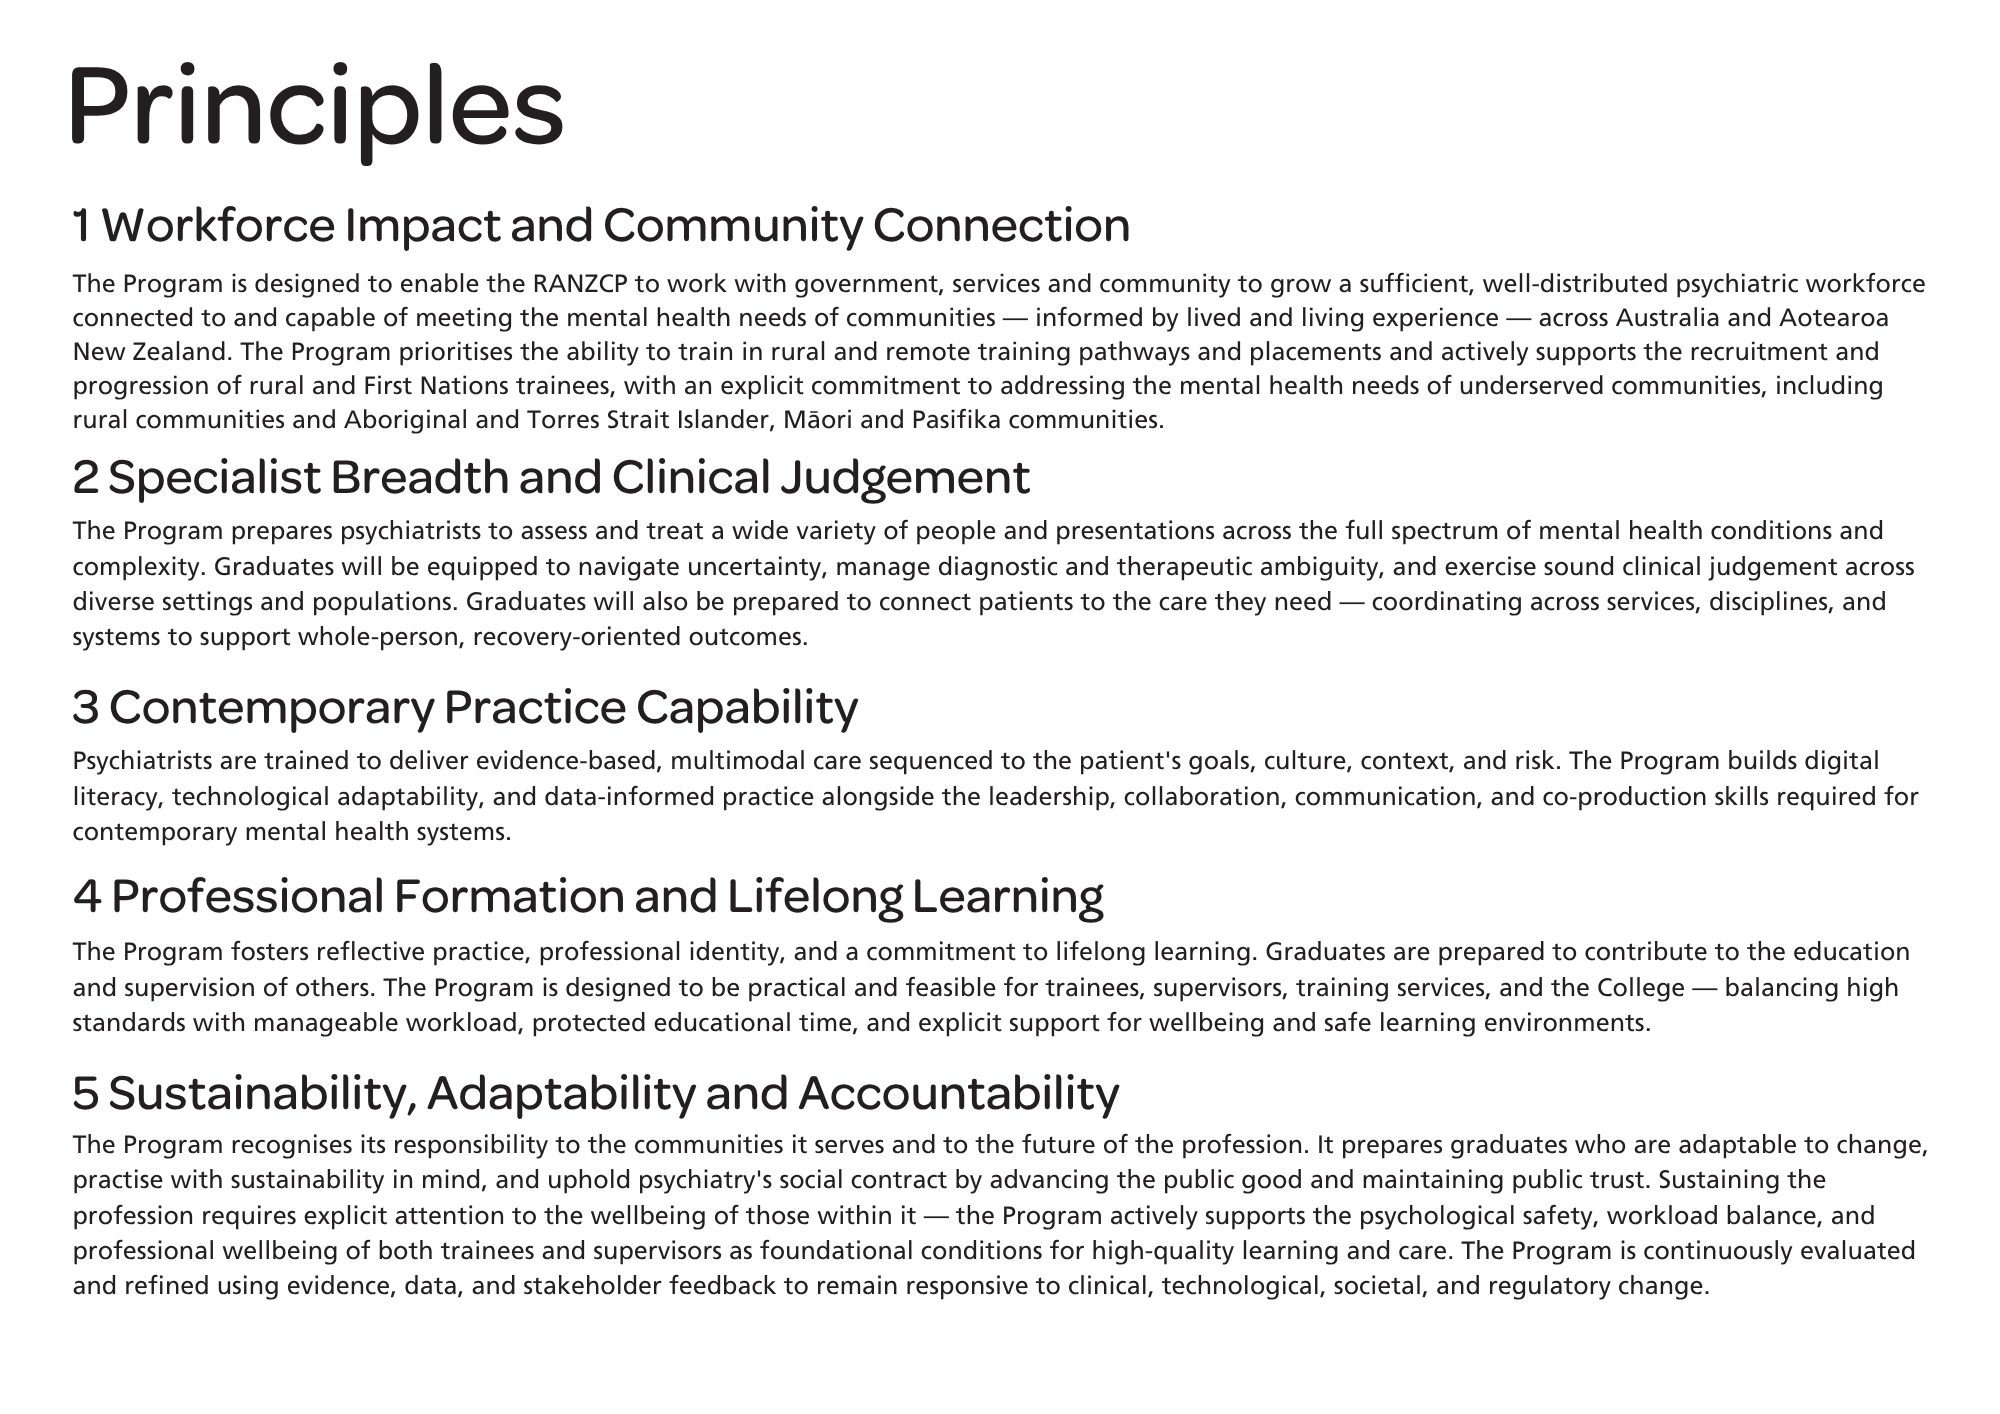 Principles
1 Workforce Impact and Community Connection
The Program is designed to enable the RANZCP to work with government, services and community to grow a sufficient, well-distributed psychiatric workforce
connected to and capable of meeting the mental health needs of communities — informed by lived and living experience — across Australia and Aotearoa
New Zealand. The Program prioritises the ability to train in rural and remote training pathways and placements and actively supports the recruitment and
progression of rural and First Nations trainees, with an explicit commitment to addressing the mental health needs of underserved communities, including
rural communities and Aboriginal and Torres Strait Islander, Māori and Pasifika communities.
2 Specialist Breadth and Clinical Judgement
The Program prepares psychiatrists to assess and treat a wide variety of people and presentations across the full spectrum of mental health conditions and
complexity. Graduates will be equipped to navigate uncertainty, manage diagnostic and therapeutic ambiguity, and exercise sound clinical judgement across
diverse settings and populations. Graduates will also be prepared to connect patients to the care they need — coordinating across services, disciplines, and
systems to support whole-person, recovery-oriented outcomes.
3 Contemporary Practice Capability
Psychiatrists are trained to deliver evidence-based, multimodal care sequenced to the patient's goals, culture, context, and risk. The Program builds digital
literacy, technological adaptability, and data-informed practice alongside the leadership, collaboration, communication, and co-production skills required for
contemporary mental health systems.
4 Professional Formation and Lifelong Learning
The Program fosters reflective practice, professional identity, and a commitment to lifelong learning. Graduates are prepared to contribute to the education
and supervision of others. The Program is designed to be practical and feasible for trainees, supervisors, training services, and the College — balancing high
standards with manageable workload, protected educational time, and explicit support for wellbeing and safe learning environments.
5 Sustainability, Adaptability and Accountability
The Program recognises its responsibility to the communities it serves and to the future of the profession. It prepares graduates who are adaptable to change,
practise with sustainability in mind, and uphold psychiatry's social contract by advancing the public good and maintaining public trust. Sustaining the
profession requires explicit attention to the wellbeing of those within it — the Program actively supports the psychological safety, workload balance, and
professional wellbeing of both trainees and supervisors as foundational conditions for high-quality learning and care. The Program is continuously evaluated
and refined using evidence, data, and stakeholder feedback to remain responsive to clinical, technological, societal, and regulatory change.